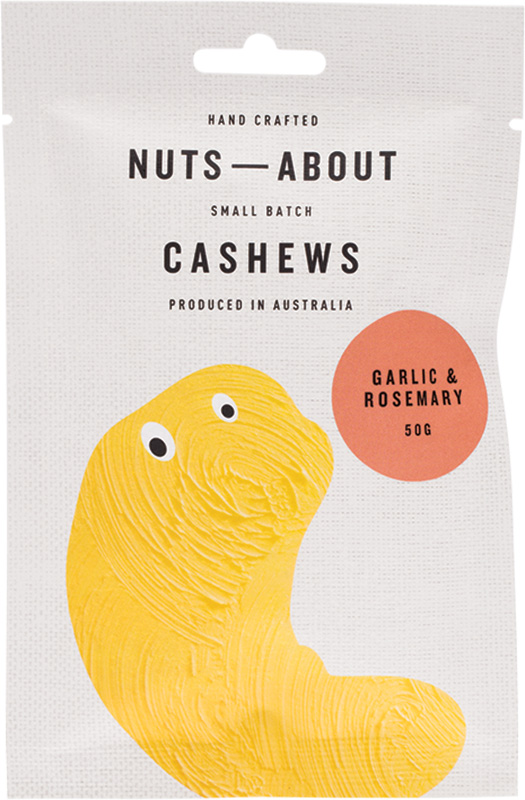 HAND CRAFTED
NUTS—ABOUT
SMALL BATCH
CASHEWS
PRODUCED IN AUSTRALIA
GARLIC &
ROSEMARY
50G